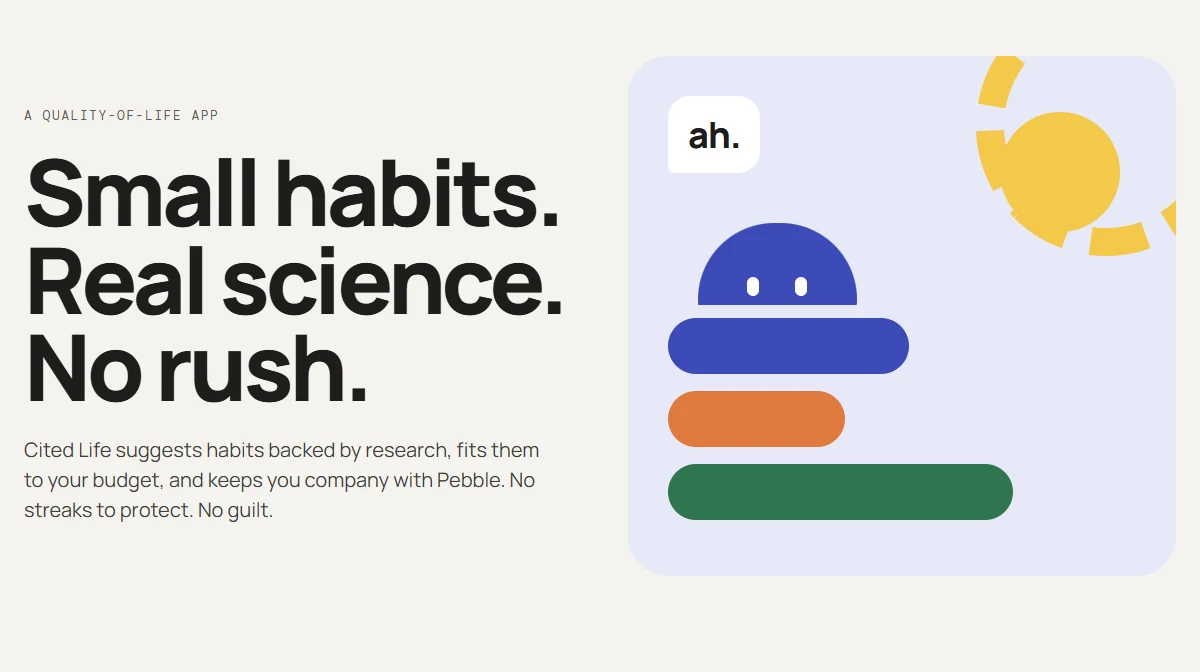 A QUALITY-OF-LIFE APP
Small habits.
Real science.
No rush.
Cited Life suggests habits backed by research, fits them
to your budget, and keeps you company with Pebble. No
streaks to protect. No guilt.
ah.